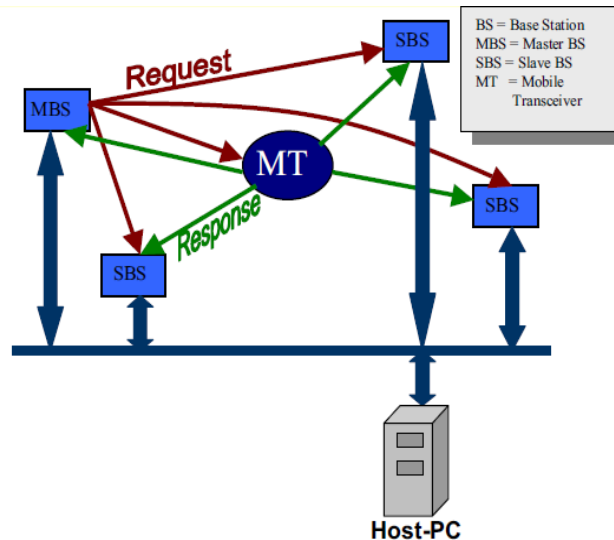 BS = Base Station
MBS = Master BS
SBS = Slave BS
MT = Mobile
Transceiver
SBS
Request
MBS
MT
SBS
Response
SBS
Host-PC